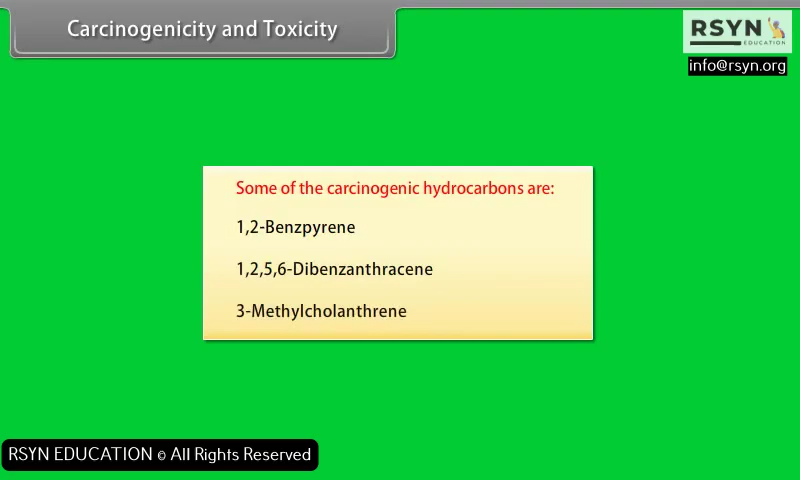 Carcinogenicity and Toxicity
RSYN
EDUCATION
info@rsyn.org
Some of the carcinogenic hydrocarbons are:
1,2-Benzpyrene
1,2,5,6-Dibenzanthracene
3-Methylcholanthrene
RSYN EDUCATION © All Rights Reserved